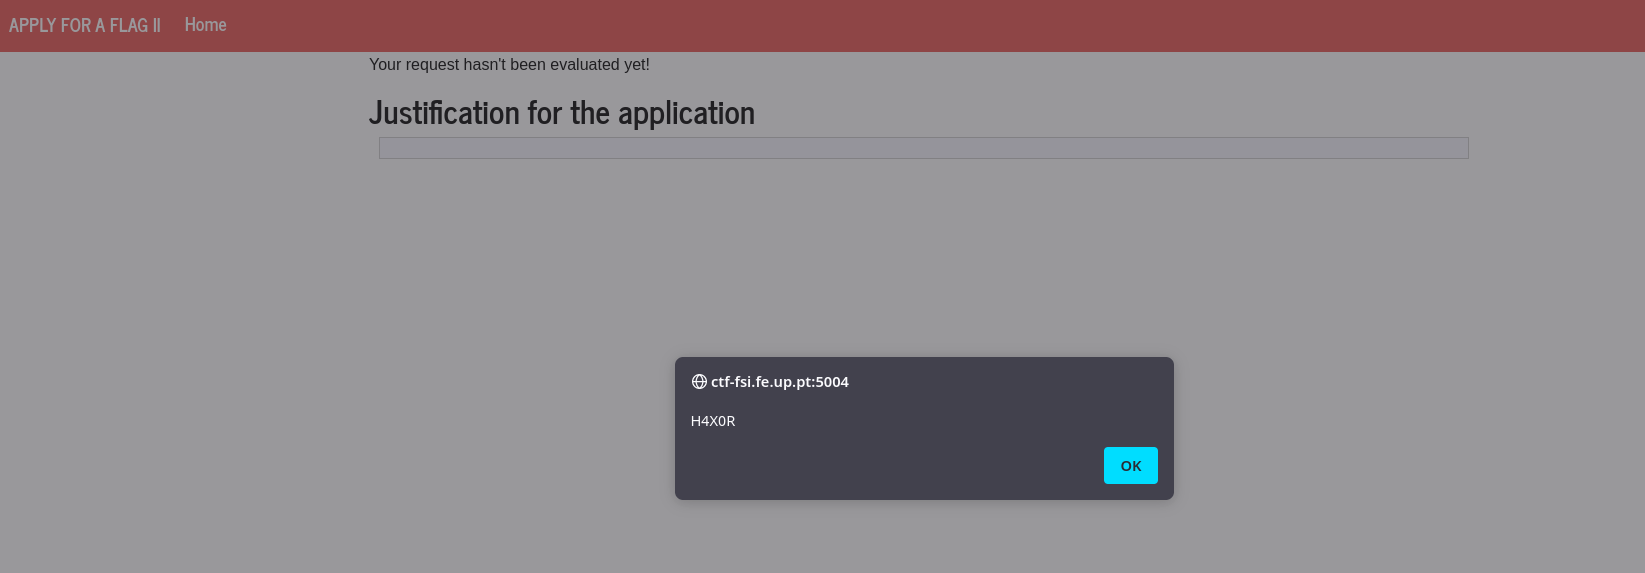 APPLY FOR A FLAG II Home
Your request hasn't been evaluated yet!
Justification for the application
ctf-fsi.fe.up.pt:5004
H4X0R
OK